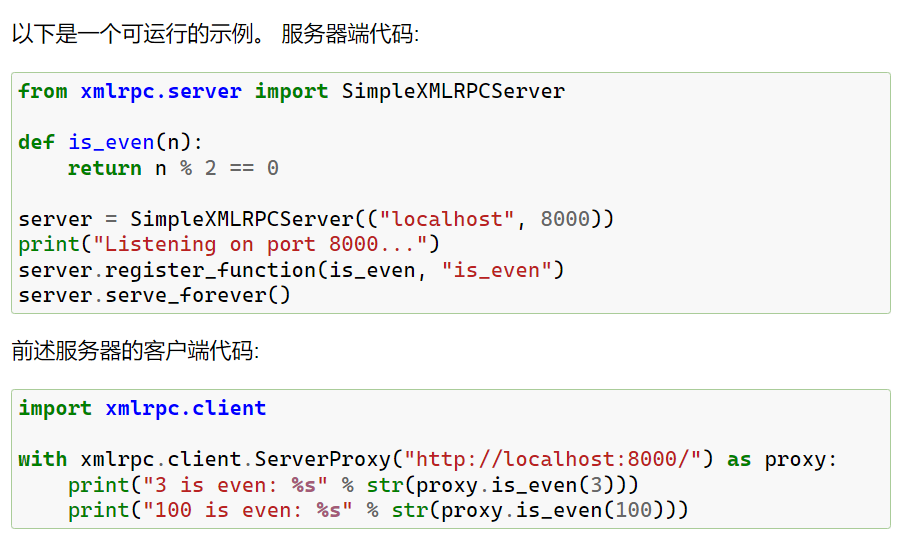 以下是一个可运行的示例。 服务器端代码:
from xmlrpc.server import SimpleXMLRPCServer
def is_even(n):
    return n % 2 == 0
server = SimpleXMLRPCServer(("localhost", 8000))
print("Listening on port 8000...")
server.register_function(is_even, "is_even")
server.serve_forever()
前述服务器的客户端代码:
import xmlrpc.client
with xmlrpc.client.ServerProxy("http://localhost:8000/") as proxy:
    print("3 is even: %s" % str(proxy.is_even(3)))
    print("100 is even: %s" % str(proxy.is_even(100)))